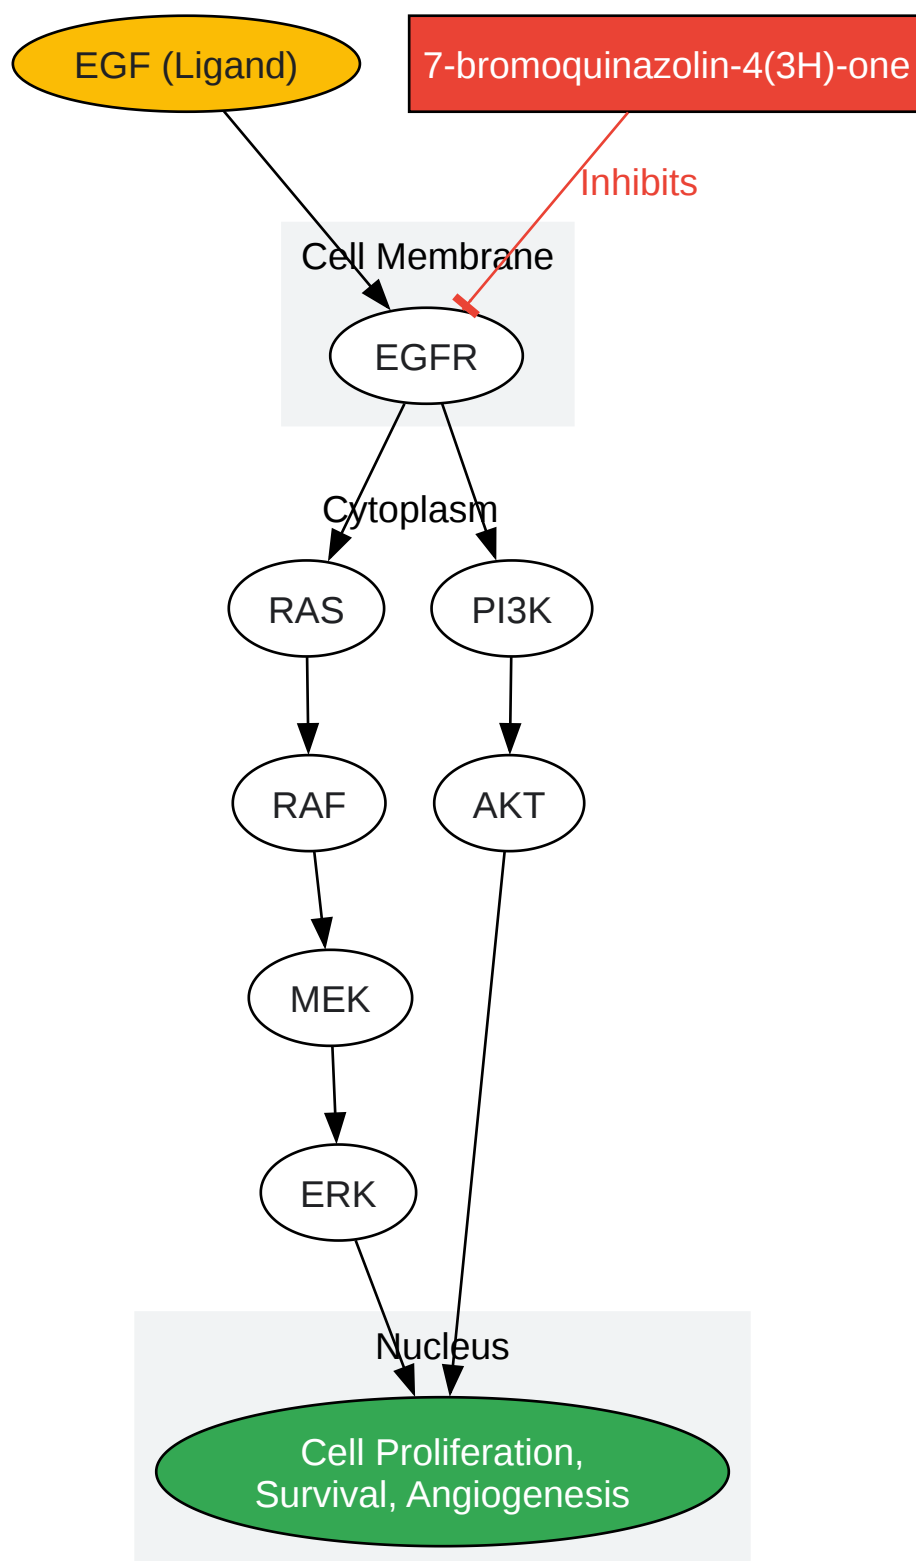 EGF (Ligand)
7-bromoquinazolin-4(3H)-one
Inhibits
Cell Membrane
EGFR
Cytoplasm
RAS
PI3K
RAF
AKT
MEK
ERK
Nucleus
Cell Proliferation,
Survival, Angiogenesis